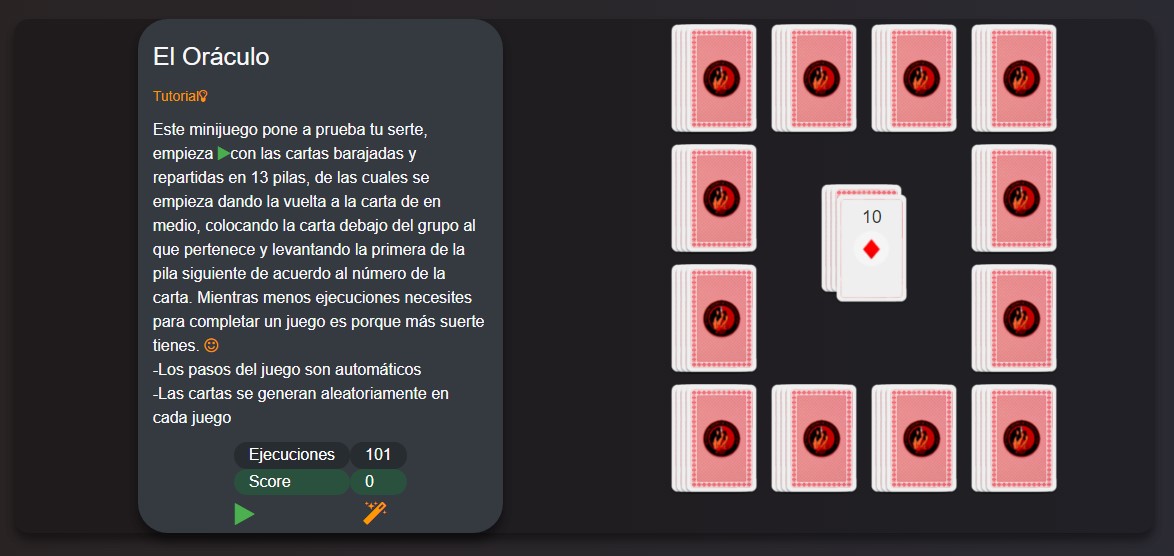 El Oráculo
Tutorial
Este minijuego pone a prueba tu serte,
empieza con las cartas barajadas y
repartidas en 13 pilas, de las cuales se
empieza dando la vuelta a la carta de en
medio, colocando la carta debajo del grupo al
que pertenece y levantando la primera de la
pila siguiente de acuerdo al número de la
carta. Mientras menos ejecuciones necesites
para completar un juego es porque más suerte
tienes.
-Los pasos del juego son automáticos
-Las cartas se generan aleatoriamente en
cada juego
Ejecuciones 101
Score 0
10